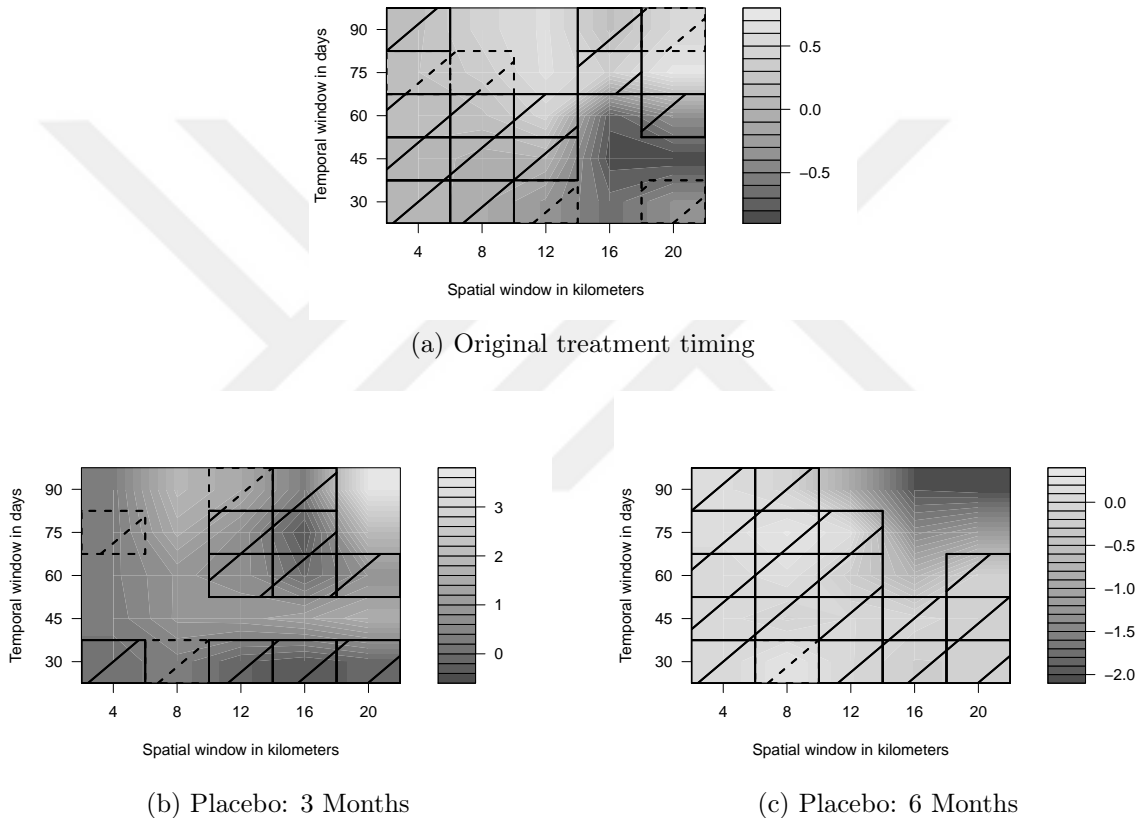 Temporal window in days
90
75
60
45
30
4 8 12 16 20
Spatial window in kilometers
0.5
0.0
−0.5
(a) Original treatment timing
Temporal window in days
90
75
60
45
30
4 8 12 16 20
Spatial window in kilometers
3
2
1
0
(b) Placebo: 3 Months
Temporal window in days
90
75
60
45
30
4 8 12 16 20
Spatial window in kilometers
0.0
−0.5
−1.0
−1.5
−2.0
(c) Placebo: 6 Months